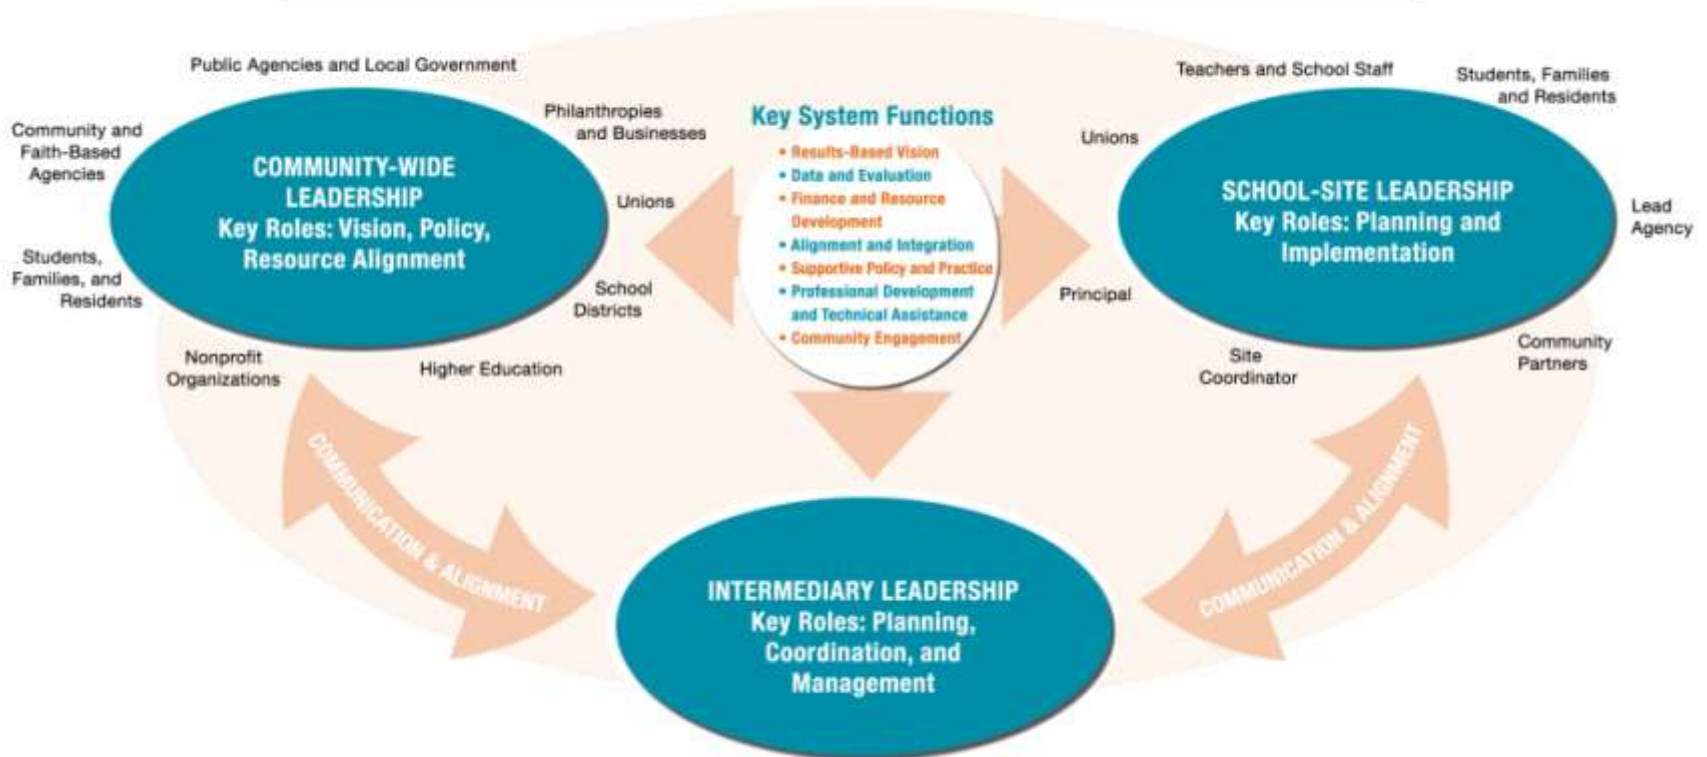 Public Agencies and Local Government
Community and
Faith-Based
Agencies
Philanthropies
and Businesses
COMMUNITY-WIDE
LEADERSHIP
Key Roles: Vision, Policy,
Resource Alignment
Unions
Students,
Families, and
Residents
School
Districts
Nonprofit
Organizations
Higher Education
Key System Functions
• Results-Based Vision
• Data and Evaluation
• Finance and Resource
Development
• Alignment and Integration
• Supportive Policy and Practice
• Professional Development
and Technical Assistance
• Community Engagement
Teachers and School Staff
Students, Families
and Residents
Unions
SCHOOL-SITE LEADERSHIP
Key Roles: Planning and
Implementation
Lead
Agency
Principal
Site
Coordinator
Community
Partners
COMMUNICATION & ALIGNMENT
COMMUNICATION & ALIGNMENT
INTERMEDIARY LEADERSHIP
Key Roles: Planning,
Coordination, and
Management